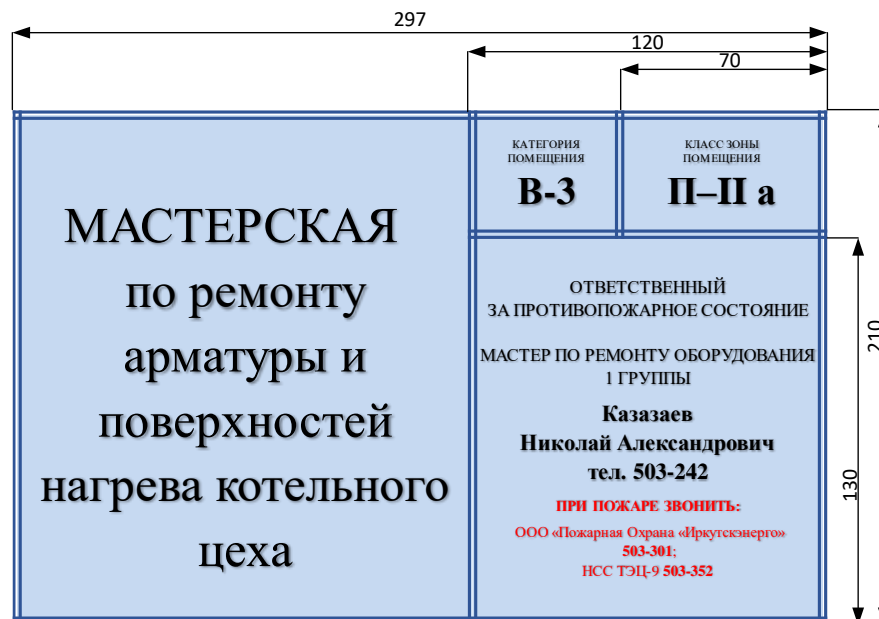 297
120
70
МАСТЕРСКАЯ
по ремонту
арматуры и
поверхностей
нагрева котельного
цеха
КАТЕГОРИЯ
ПОМЕЩЕНИЯ
В-3
КЛАСС ЗОНЫ
ПОМЕЩЕНИЯ
П–II а
ОТВЕТСТВЕННЫЙ
ЗА ПРОТИВОПОЖАРНОЕ СОСТОЯНИЕ
МАСТЕР ПО РЕМОНТУ ОБОРУДОВАНИЯ
1 ГРУППЫ
Казазаев
Николай Александрович
тел. 503-242
ПРИ ПОЖАРЕ ЗВОНИТЬ:
ООО «Пожарная Охрана «Иркутскэнерго»
503-301;
НСС ТЭЦ-9 503-352
210
130